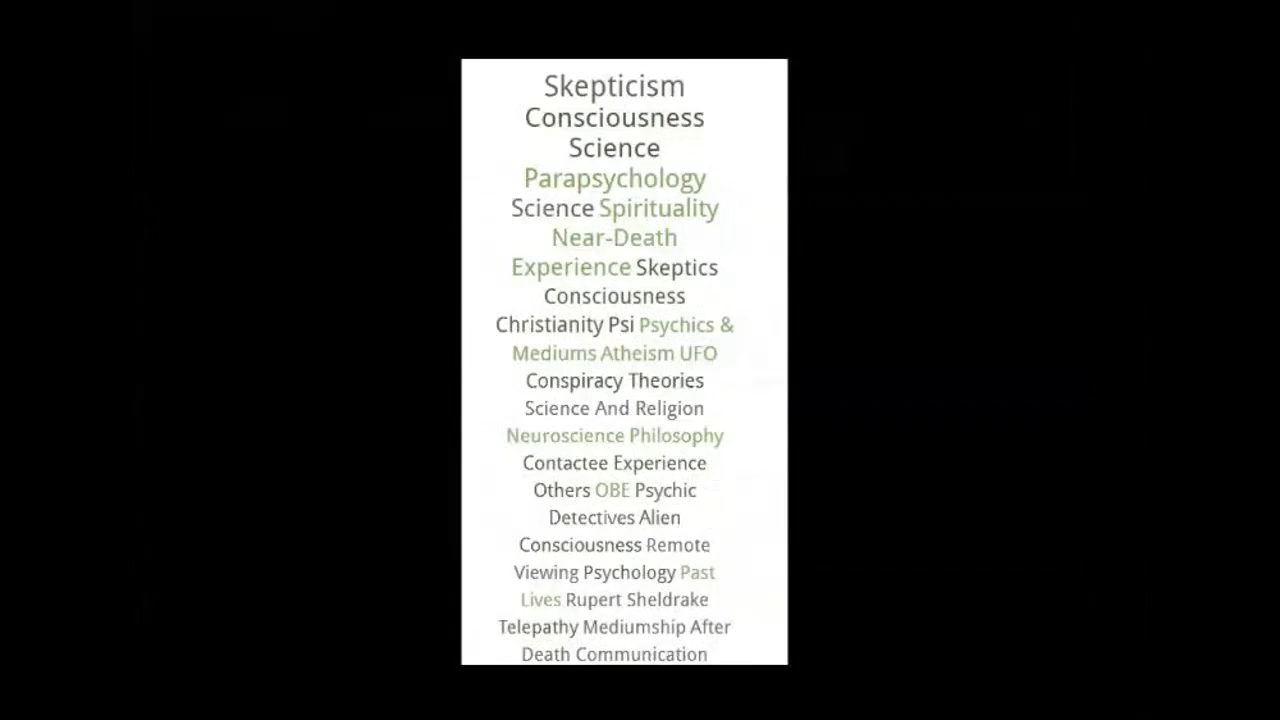 Skepticism
Consciousness
Science
Parapsychology
Science Spirituality
Near-Death
Experience Skeptics
Consciousness
Christianity Psi Psychics &
Mediums Atheism UFO
Conspiracy Theories
Science And Religion
Neuroscience Philosophy
Contactee Experience
Others OBE Psychic
Detectives Alien
Consciousness Remote
Viewing Psychology Past
Lives Rupert Sheldrake
Telepathy Mediumship After
Death Communication